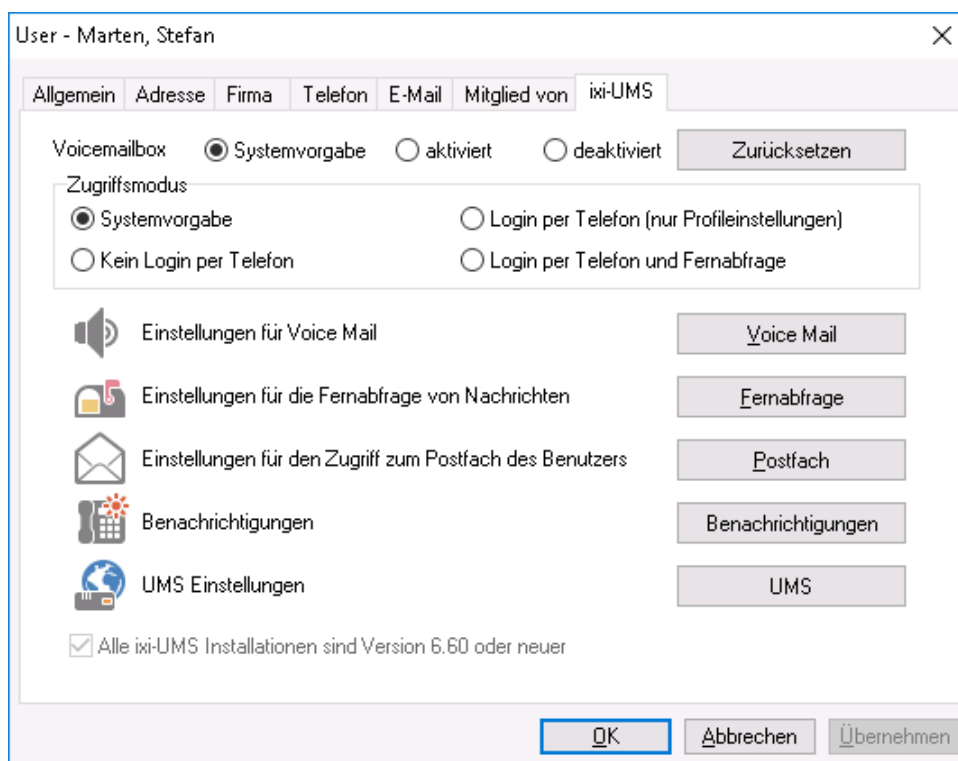 User - Marten, Stefan
Allgemein Adresse Firma Telefon E-Mail Mitglied von ixi-UMS
Voicemailbox Systemvorgabe aktiviert deaktiviert Zurücksetzen
Zugriffsmodus
Systemvorgabe Login per Telefon (nur Profileinstellungen)
Kein Login per Telefon Login per Telefon und Fernabfrage
Einstellungen für Voice Mail Voice Mail
Einstellungen für die Fernabfrage von Nachrichten Fernabfrage
Einstellungen für den Zugriff zum Postfach des Benutzers Postfach
Benachrichtigungen Benachrichtigungen
UMS Einstellungen UMS
Alle ixi-UMS Installationen sind Version 6.60 oder neuer
OK Abbrechen Übernehmen